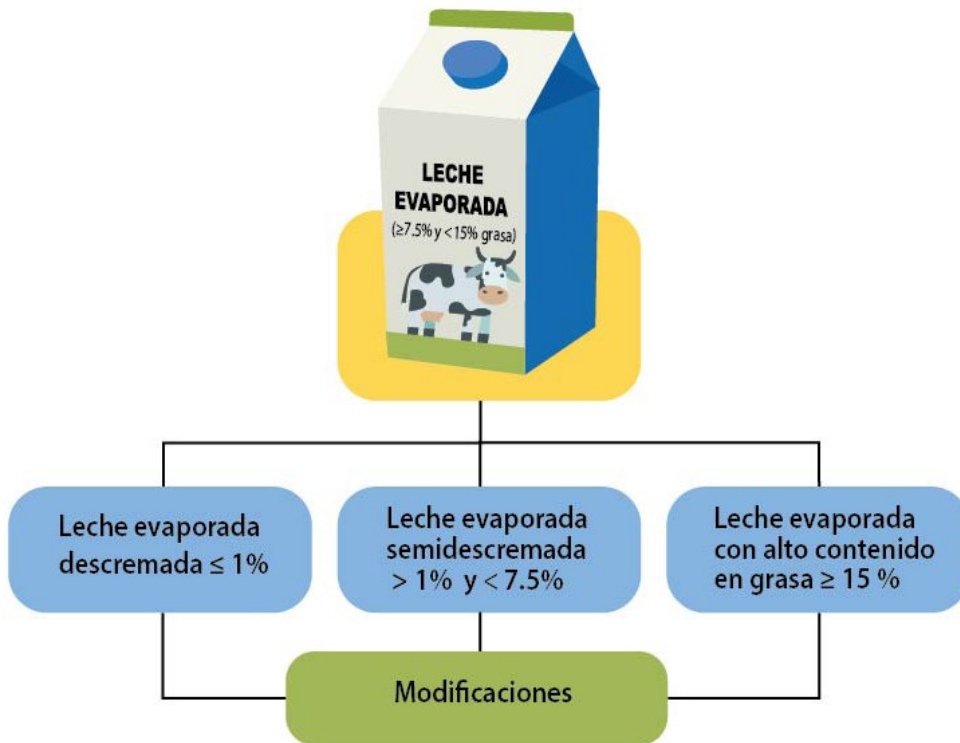 LECHE
EVAPORADA
(≥7.5% y <15% grasa)
Leche evaporada
descremada ≤ 1%
Leche evaporada
semidescremada
> 1% y < 7.5%
Leche evaporada
con alto contenido
en grasa ≥ 15 %
Modificaciones